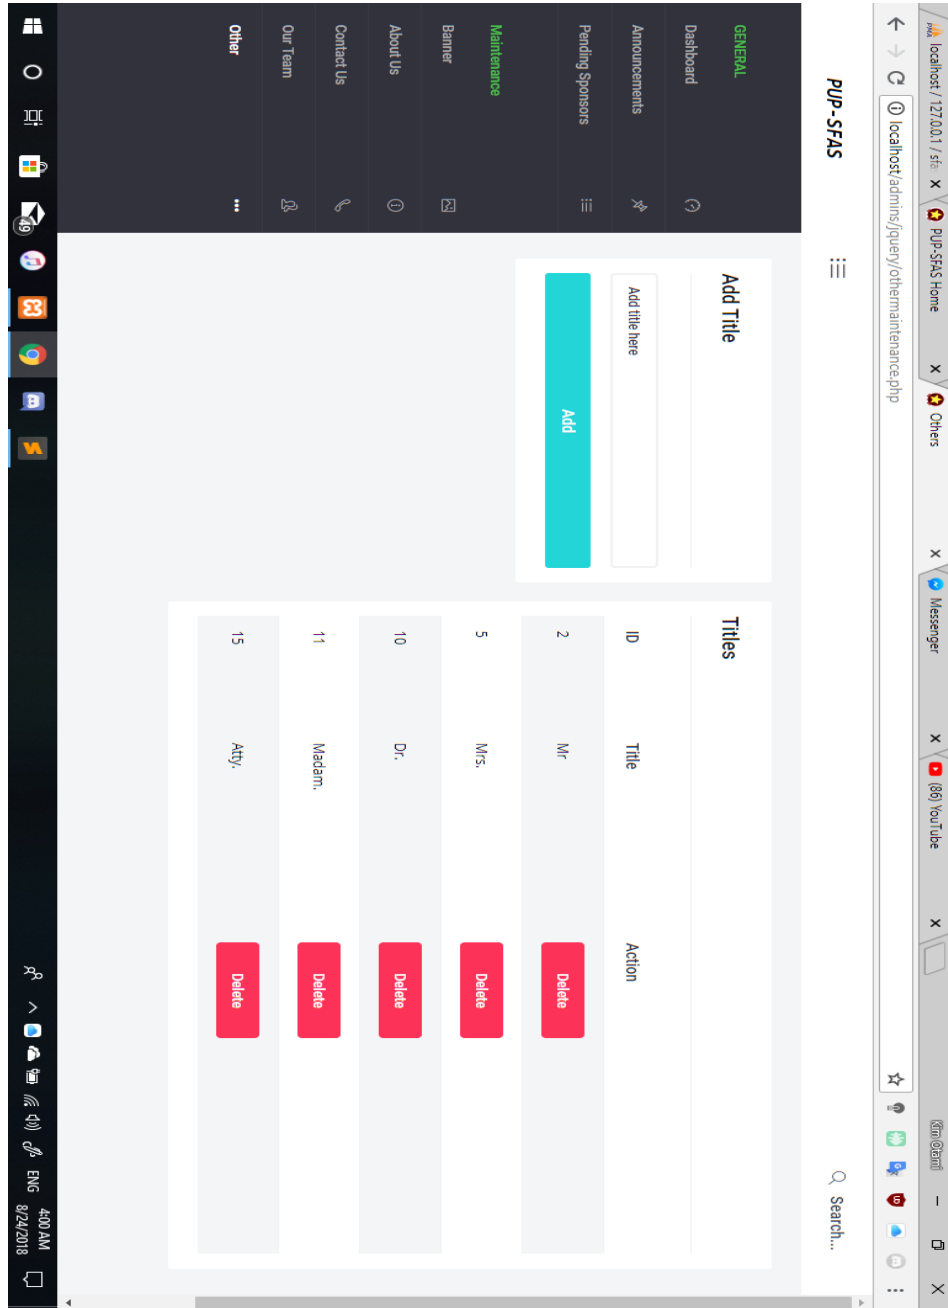 localhost / 127.0.0.1 / sfa
PUP-SFAS Home
Others
Messenger
(86) YouTube
Kim Otami
localhost/admins/jquery/othermaintenance.php
PUP-SFAS
Search...
GENERAL
Dashboard
Announcements
Pending Sponsors
Maintenance
Banner
About Us
Contact Us
Our Team
Other
Add Title
Add title here
Add
Titles
ID Title Action
2 Mr Delete
5 Mrs. Delete
10 Dr. Delete
11 Madam. Delete
15 Atty. Delete
49
ENG
4:00 AM
8/24/2018